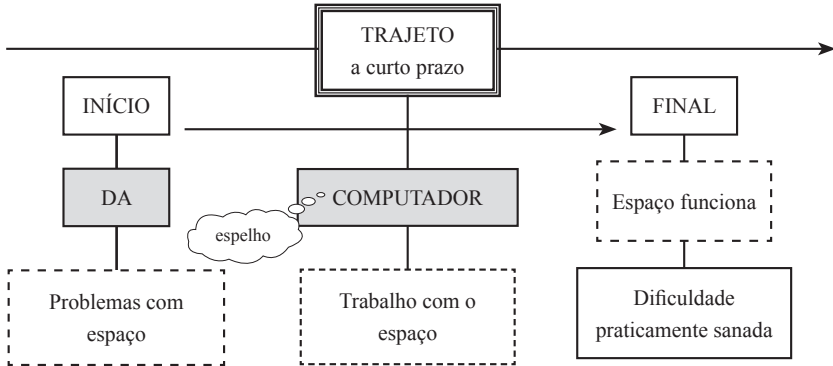 TRAJETO
a curto prazo
INÍCIO
FINAL
DA
COMPUTADOR
Espaço funciona
espelho
Problemas com
espaço
Trabalho com o
espaço
Dificuldade
praticamente sanada